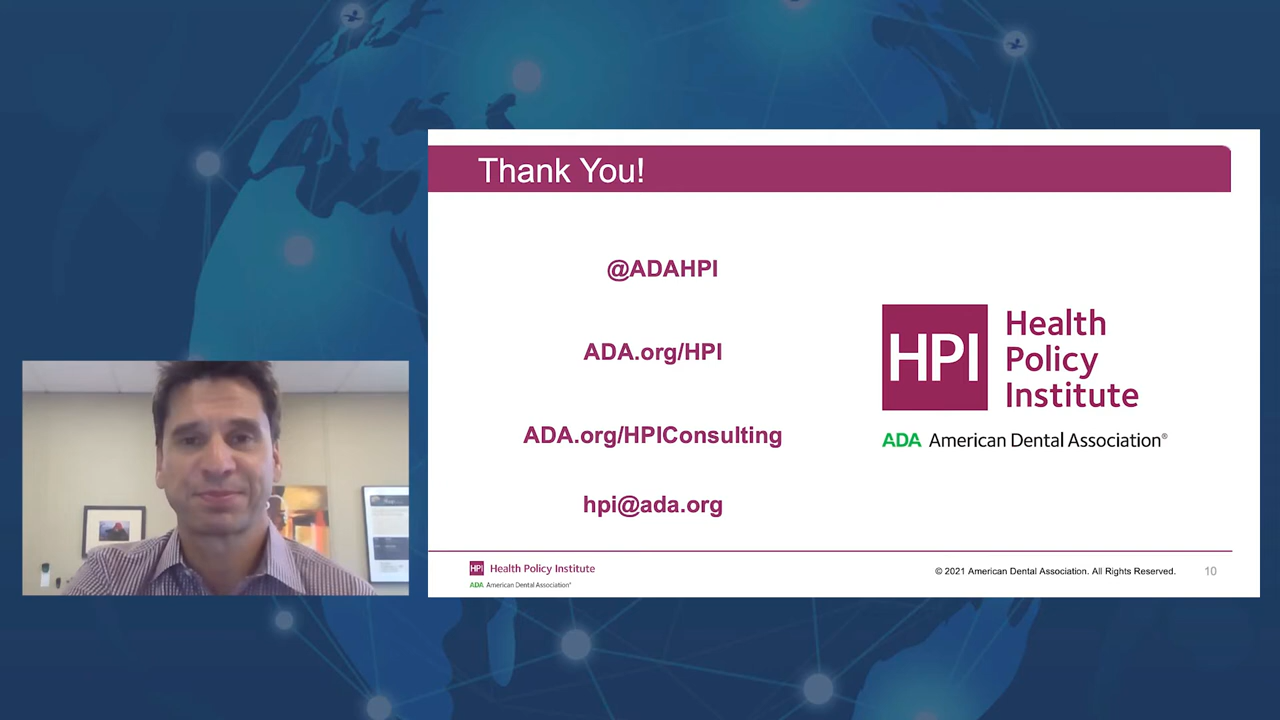 Thank You!
@ADAHPI
ADA.org/HPI
ADA.org/HPIConsulting
hpi@ada.org
HPI
Health
Policy
Institute
ADA American Dental Association®
HPI Health Policy Institute
ADA American Dental Association®
© 2021 American Dental Association. All Rights Reserved.
10